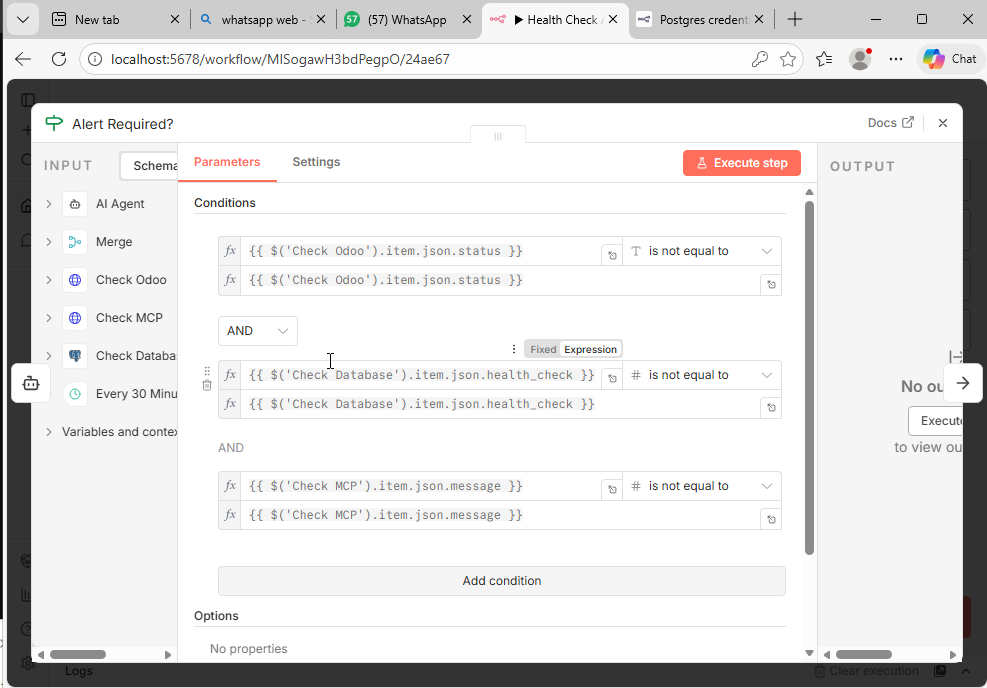 New tab
whatsapp web -
57 (57) WhatsApp
▶ Health Check
Postgres credent
localhost:5678/workflow/MISogawH3bdPegpO/24ae67
Chat
Alert Required?
Docs
INPUT
Schema
Parameters
Settings
Execute step
OUTPUT
AI Agent
Merge
Check Odoo
Check MCP
Check Databa
Every 30 Minu
Variables and contex
Conditions
fx {{ $('Check Odoo').item.json.status }} T is not equal to
fx {{ $('Check Odoo').item.json.status }}
AND
Fixed Expression
fx {{ $('Check Database').item.json.health_check }} # is not equal to
fx {{ $('Check Database').item.json.health_check }}
AND
fx {{ $('Check MCP').item.json.message }} # is not equal to
fx {{ $('Check MCP').item.json.message }}
Add condition
Options
No properties
No ou
Execute
to view ou
Logs
Clear execution